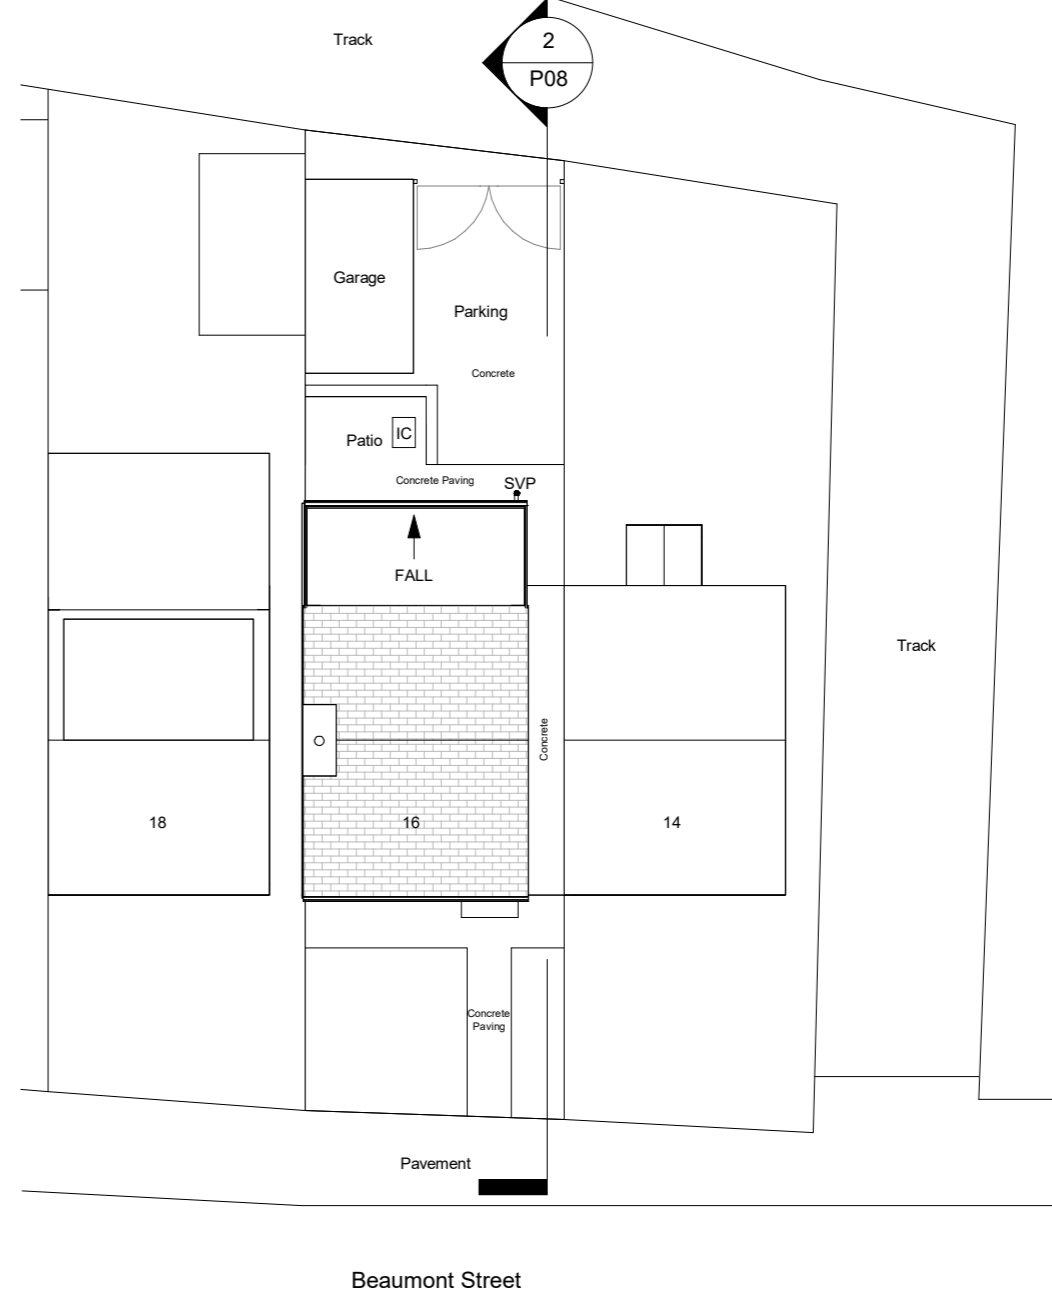 Track
2
P08
Garage
Parking
Concrete
Patio
IC
Concrete Paving
SVP
FALL
Track
Concrete
18
16
14
Concrete
Paving
Pavement
Beaumont Street